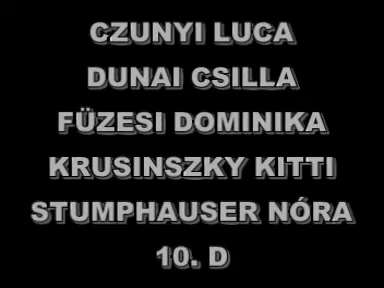 CZUNYI LUCA
DUNAI CSILLA
FÜZESI DOMINIKA
KRUSINSZKY KITTI
STUMPHAUSER NÓRA
10. D